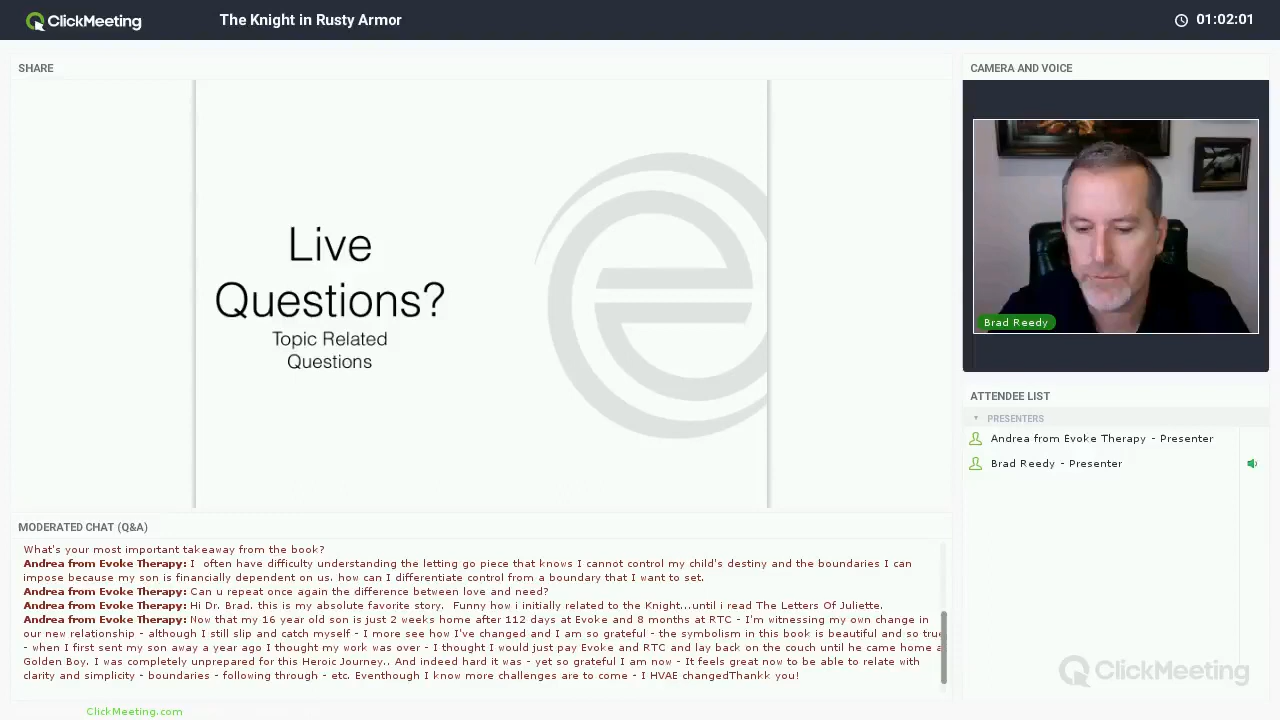 ClickMeeting
The Knight in Rusty Armor
01:02:01
SHARE
Live
Questions?
Topic Related
Questions
MODERATED CHAT (Q&A)
What's your most important takeaway from the book?
Andrea from Evoke Therapy: I often have difficulty understanding the letting go piece that knows I cannot control my child's destiny and the boundaries I can
impose because my son is financially dependent on us. how can I differentiate control from a boundary that I want to set.
Andrea from Evoke Therapy: Can u repeat once again the difference between love and need?
Andrea from Evoke Therapy: Hi Dr. Brad. this is my absolute favorite story. Funny how i initially related to the Knight...until i read The Letters Of Juliette.
Andrea from Evoke Therapy: Now that my 16 year old son is just 2 weeks home after 112 days at Evoke and 8 months at RTC - I'm witnessing my own change in
our new relationship - although I still slip and catch myself - I more see how I've changed and I am so grateful - the symbolism in this book is beautiful and so true
- when I first sent my son away a year ago I thought my work was over - I thought I would just pay Evoke and RTC and lay back on the couch until he came home a
Golden Boy. I was completely unprepared for this Heroic Journey.. And indeed hard it was - yet so grateful I am now - It feels great now to be able to relate with
clarity and simplicity - boundaries - following through - etc. Eventhough I know more challenges are to come - I HVAE changedThankk you!
ClickMeeting.com
CAMERA AND VOICE
Brad Reedy
ATTENDEE LIST
PRESENTERS
Andrea from Evoke Therapy - Presenter
Brad Reedy - Presenter
ClickMeeting